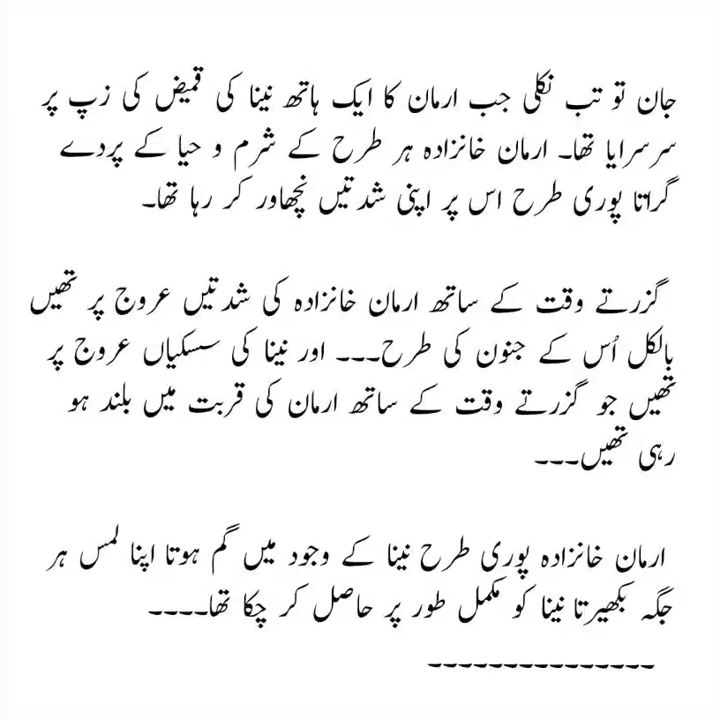 جان تو تب نکلی جب ارمان کا ایک ہاتھ نینا کی قمیض کی زپ پر
سرسرایا تھا۔ ارمان خانزادہ ہر طرح کے شرم و حیا کے پردے
گراتا پوری طرح اس پر اپنی شدتیں نچھاور کر رہا تھا۔
گزرتے وقت کے ساتھ ارمان خانزادہ کی شدتیں عروج پر تھیں
بالکل اُس کے جنون کی طرح۔۔۔ اور نینا کی سسکیاں عروج پر
تھیں جو گزرتے وقت کے ساتھ ارمان کی قربت میں بلند ہو
رہی تھیں۔۔۔
ارمان خانزادہ پوری طرح نینا کے وجود میں گم ہوتا اپنا لمس ہر
جگہ بکھیرتا نینا کو مکمل طور پر حاصل کر چکا تھا۔۔۔۔
۔۔۔۔۔۔۔۔۔۔۔۔۔۔۔